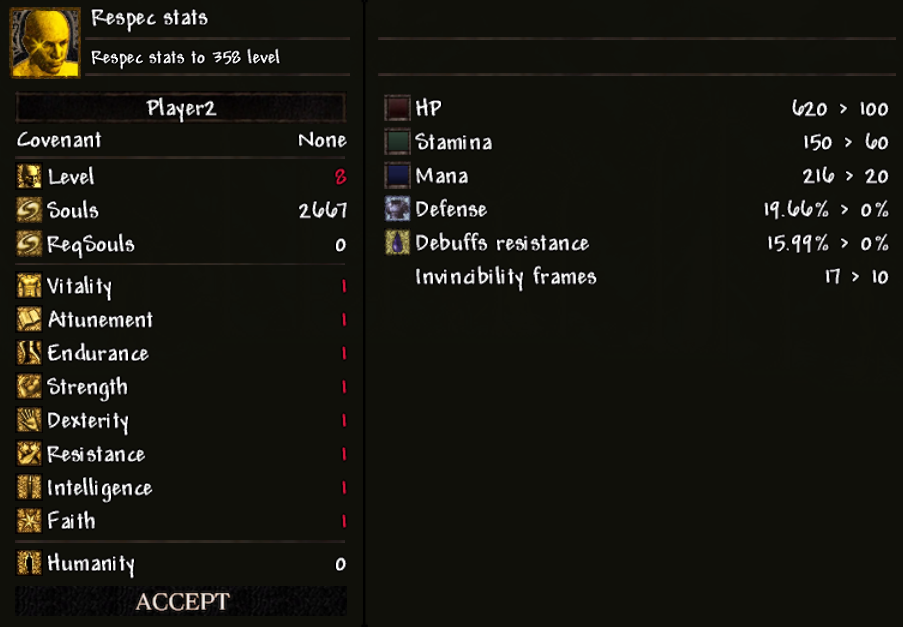 Respec stats
Respec stats to 358 level
Player2
Covenant None
Level 8
Souls 2667
ReqSouls 0
Vitality 1
Attunement 1
Endurance 1
Strength 1
Dexterity 1
Resistance 1
Intelligence 1
Faith 1
Humanity 0
ACCEPT
HP 620 > 100
Stamina 150 > 60
Mana 216 > 20
Defense 19.66% > 0%
Debuffs resistance 15.99% > 0%
Invincibility frames 17 > 10